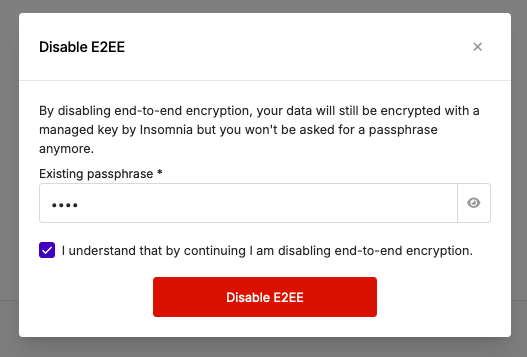 Disable E2EE
By disabling end-to-end encryption, your data will still be encrypted with a
managed key by Insomnia but you won't be asked for a passphrase
anymore.
Existing passphrase *
••••
I understand that by continuing I am disabling end-to-end encryption.
Disable E2EE